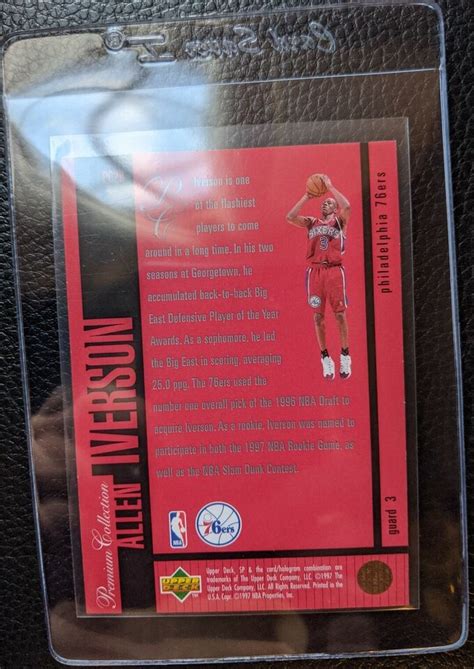 Card Saver
Premium Collection
ALLEN IVERSON
Iverson is one
of the flashiest
players to come
around in a long time. In his two
seasons at Georgetown, he
accumulated back-to-back Big
East Defensive Player of the Year
Awards. As a sophomore, he led
the Big East in scoring, averaging
25.0 ppg. The 76ers used the
number one overall pick of the 1996 NBA Draft to
acquire Iverson. As a rookie, Iverson was named to
participate in both the 1997 NBA Rookie Game, as
well as the NBA Slam Dunk Contest.
SIXERS
3
philadelphia 76ers
guard 3
NBA
76ers
UPPER DECK
TM
Upper Deck, SP & the card/hologram combination are
trademarks of The Upper Deck Company, LLC. ©1997 The
Upper Deck Company, LLC. All Rights Reserved. Printed in the
U.S.A. Copr. ©1997 NBA Properties, Inc.